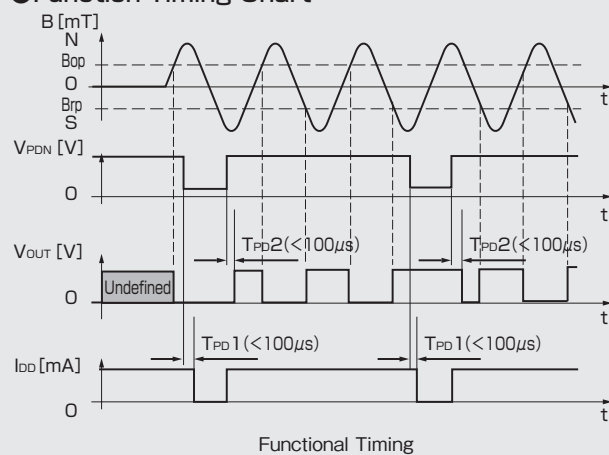 ●Function Timing Chart
B [mT]
N
Bop
0
Brp
S
t
VPDN [V]
0
t
TPD2(<100μs)
TPD2(<100μs)
VOUT [V]
Undefined
0
t
TPD1(<100μs)
TPD1(<100μs)
IDD [mA]
0
t
Functional Timing